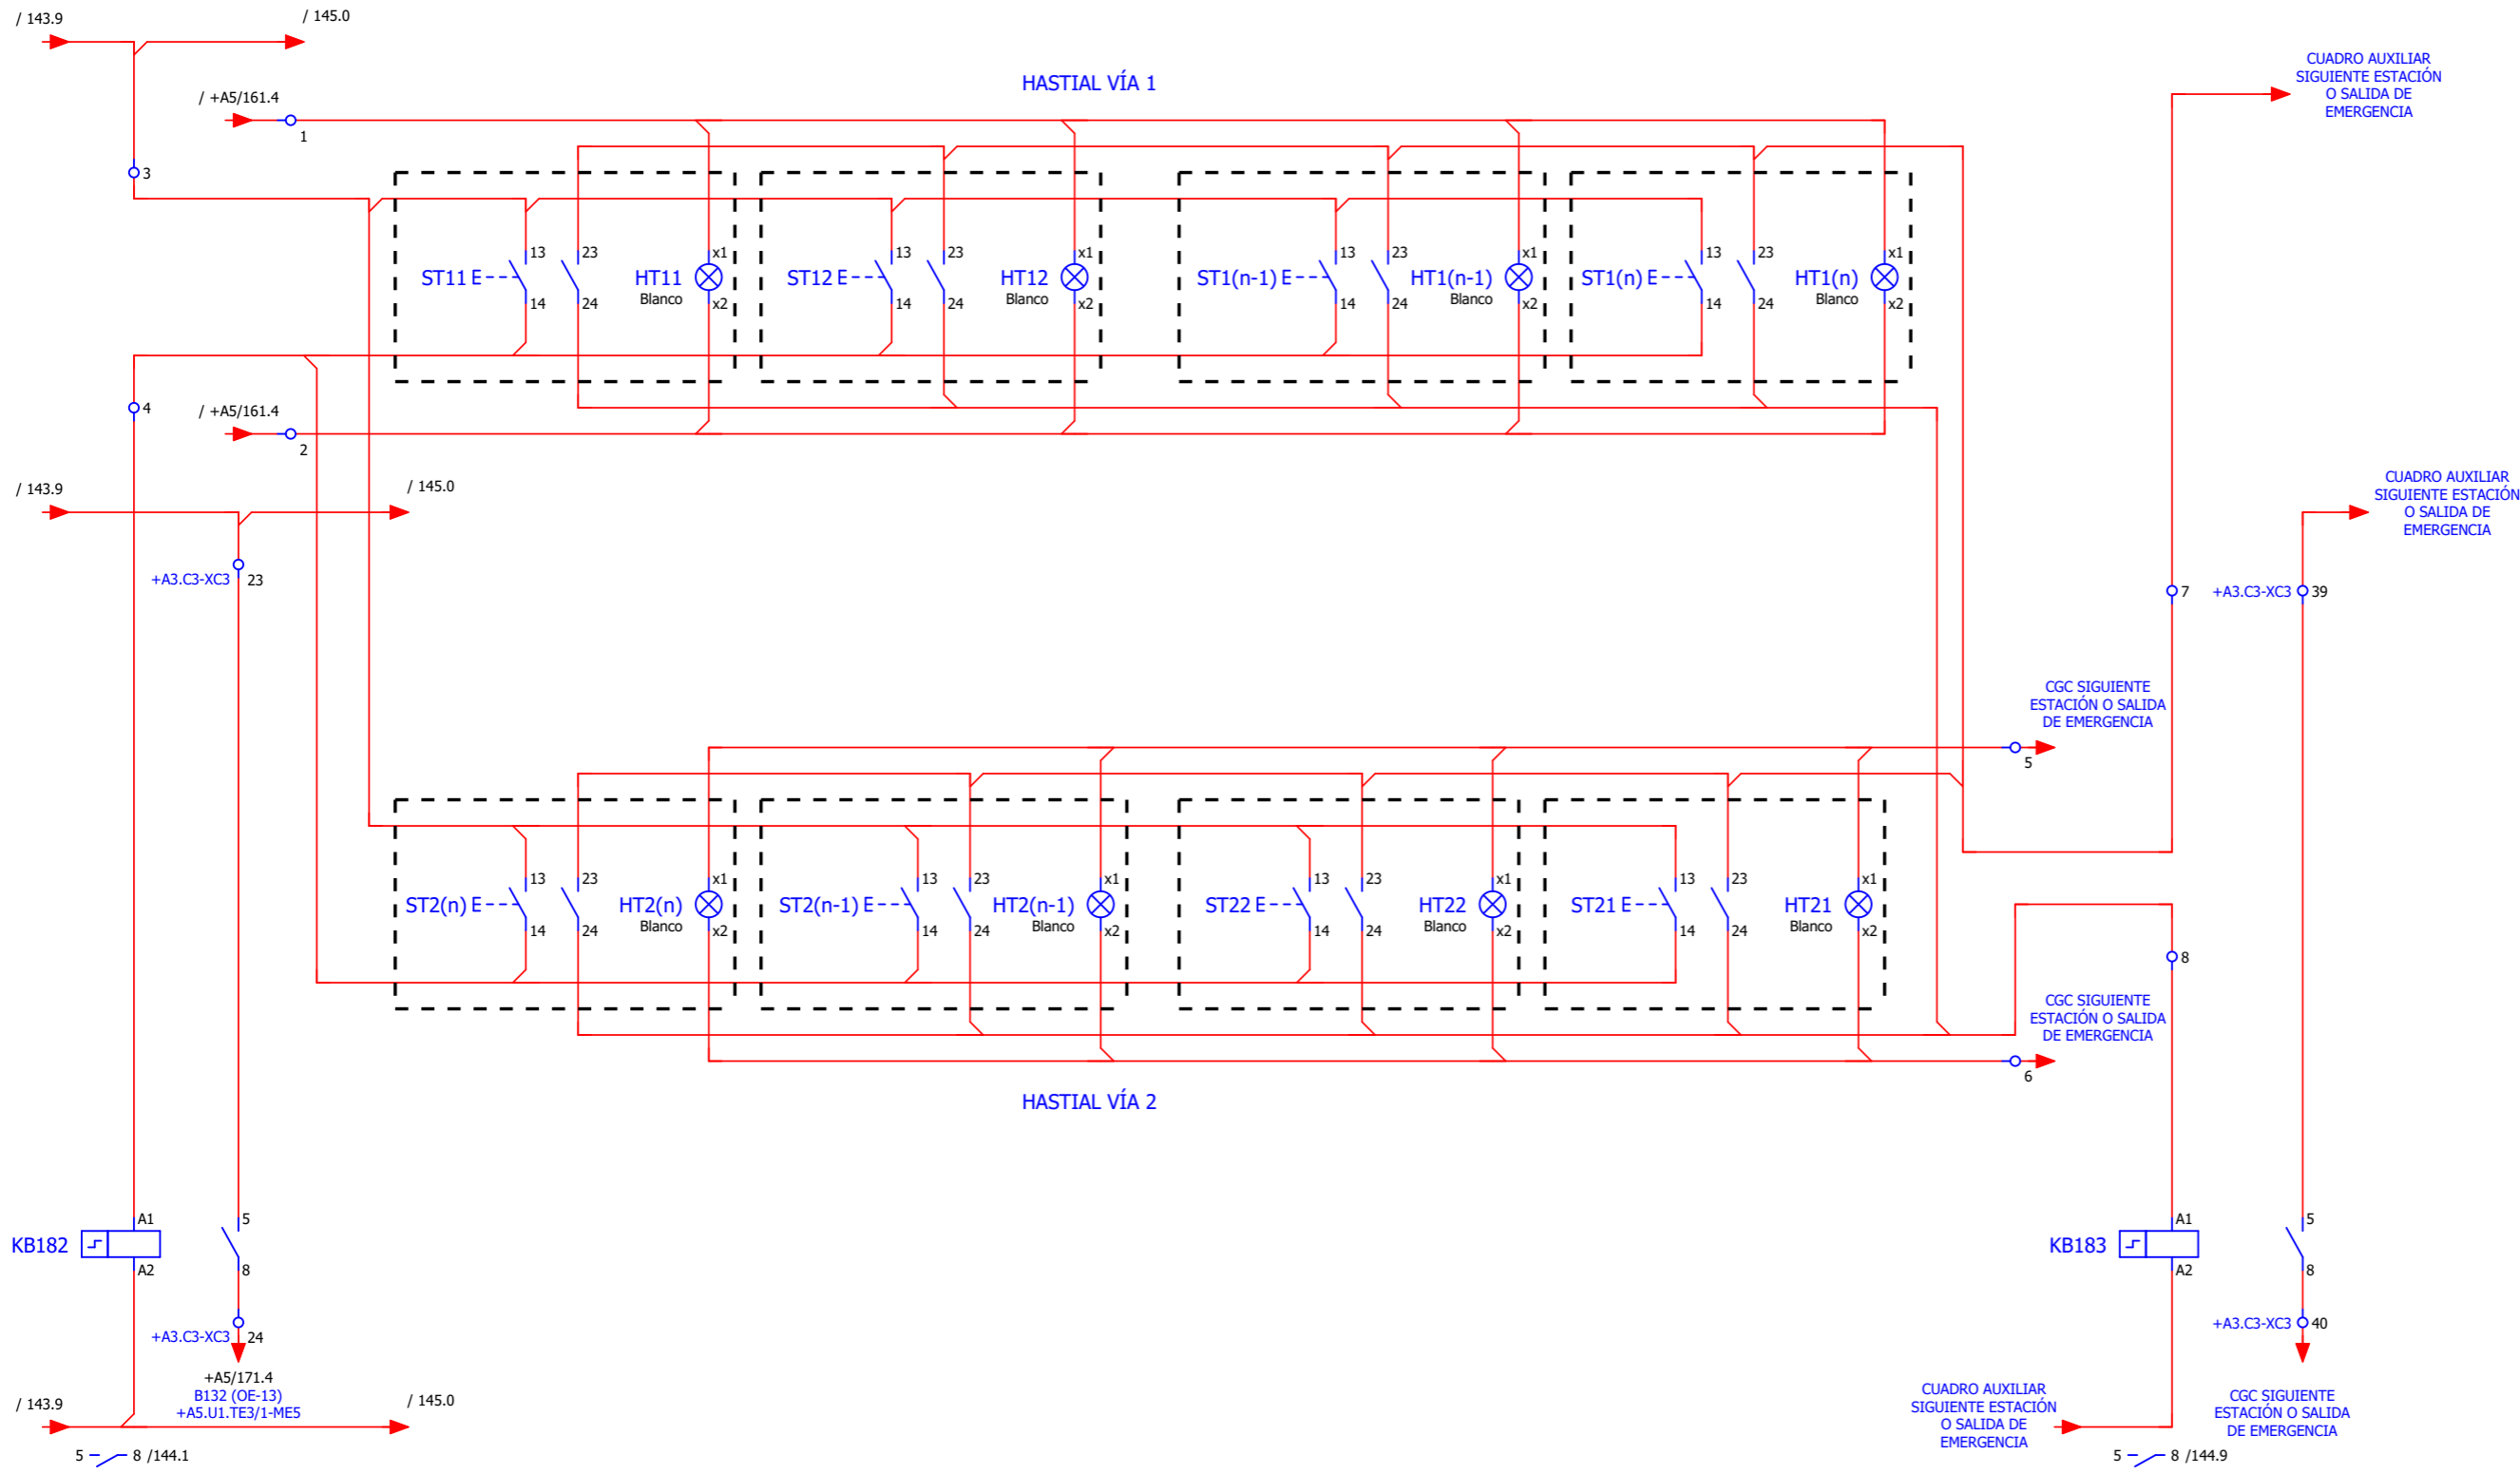 / 143.9
/ 145.0
/ +A5/161.4
1
3
HASTIAL VÍA 1
CUADRO AUXILIAR
SIGUIENTE ESTACIÓN
O SALIDA DE
EMERGENCIA
ST11 E
13
14
23
24
HT11
Blanco
x1
x2
ST12 E
13
14
23
24
HT12
Blanco
x1
x2
ST1(n-1) E
13
14
23
24
HT1(n-1)
Blanco
x1
x2
ST1(n) E
13
14
23
24
HT1(n)
Blanco
x1
x2
4
/ +A5/161.4
2
/ 143.9
/ 145.0
+A3.C3-XC3
23
CUADRO AUXILIAR
SIGUIENTE ESTACIÓN
O SALIDA DE
EMERGENCIA
7
+A3.C3-XC3
39
CGC SIGUIENTE
ESTACIÓN O SALIDA
DE EMERGENCIA
5
ST2(n) E
13
14
23
24
HT2(n)
Blanco
x1
x2
ST2(n-1) E
13
14
23
24
HT2(n-1)
Blanco
x1
x2
ST22 E
13
14
23
24
HT22
Blanco
x1
x2
ST21 E
13
14
23
24
HT21
Blanco
x1
x2
8
CGC SIGUIENTE
ESTACIÓN O SALIDA
DE EMERGENCIA
6
HASTIAL VÍA 2
KB182
A1
A2
5
8
+A3.C3-XC3
24
+A5/171.4
B132 (OE-13)
+A5.U1.TE3/1-ME5
/ 143.9
/ 145.0
5
8 /144.1
KB183
A1
A2
5
8
+A3.C3-XC3
40
CUADRO AUXILIAR
SIGUIENTE ESTACIÓN
O SALIDA DE
EMERGENCIA
CGC SIGUIENTE
ESTACIÓN O SALIDA
DE EMERGENCIA
5
8 /144.9